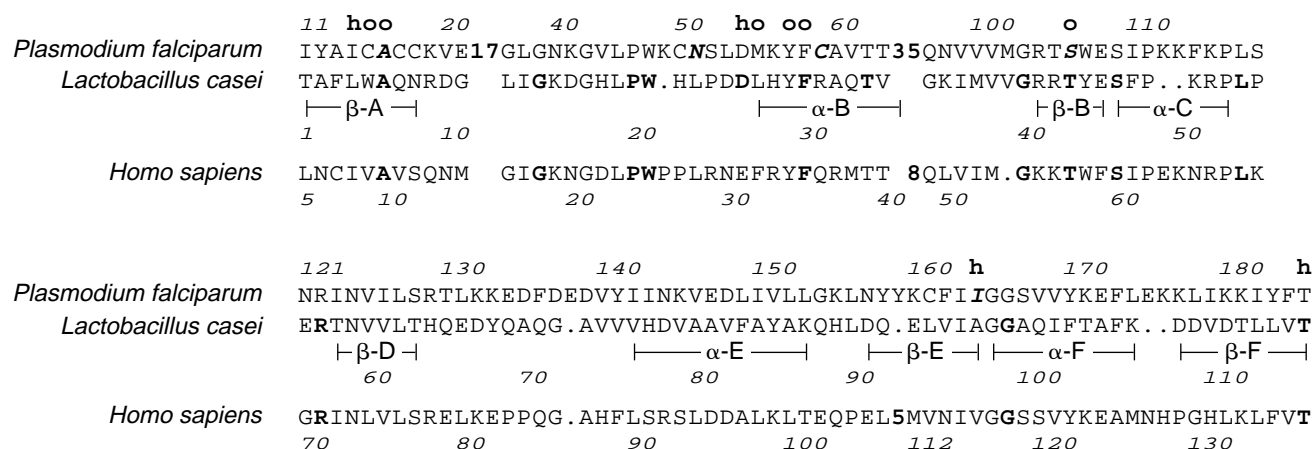 11 hoo 20 40 50 ho oo 60 100 o 110
Plasmodium falciparum IYAICACCKVE17GLGNKGVLPWKCNSLDMKYFCAVTT35QNVVVMGRTSWESIPKKFKPLS
Lactobacillus casei TAFLWAQNRDG LIGKDGHLPW.HLPDDLHYFRAQTV GKIMVVGRRTYESFP..KRPLP
β-A α-B β-B α-C
1 10 20 30 40 50
Homo sapiens LNCIVAVSQNM GIGKNGDLPWPPLRNEFRYFQRMTT 8QLVIM.GKKTWFSIPEKNRPLK
5 10 20 30 40 50 60
121 130 140 150 160 h 170 180 h
Plasmodium falciparum NRINVILSRTLKKEDFDEDVYIINKVEDLIVLLGKLNYYKCFIIGGSVVYKEFLEKKLIKKIYFT
Lactobacillus casei ERTNVVLTHQEDYQAQG.AVVVHDVAAVFAYAKQHLDQ.ELVIAGGAQIFTAFK..DDVDTLLVT
β-D α-E β-E α-F β-F
60 70 80 90 100 110
Homo sapiens GRINLVLSRELKEPPQG.AHFLSRSLDDALKLTEQPEL5MVNIVGGSSVYKEAMNHPGHLKLFVT
70 80 90 100 112 120 130